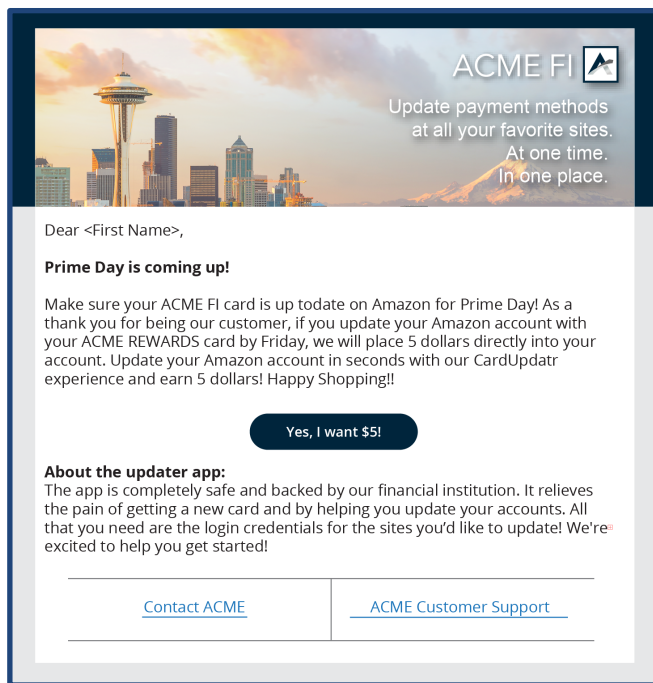 ACME FI
Update payment methods
at all your favorite sites.
At one time.
In one place.
Dear <First Name>,
Prime Day is coming up!
Make sure your ACME FI card is up todate on Amazon for Prime Day! As a
thank you for being our customer, if you update your Amazon account with
your ACME REWARDS card by Friday, we will place 5 dollars directly into your
account. Update your Amazon account in seconds with our CardUpdatr
experience and earn 5 dollars! Happy Shopping!!
Yes, I want $5!
About the updater app:
The app is completely safe and backed by our financial institution. It relieves
the pain of getting a new card and by helping you update your accounts. All
that you need are the login credentials for the sites you’d like to update! We're
excited to help you get started!
Contact ACME
ACME Customer Support